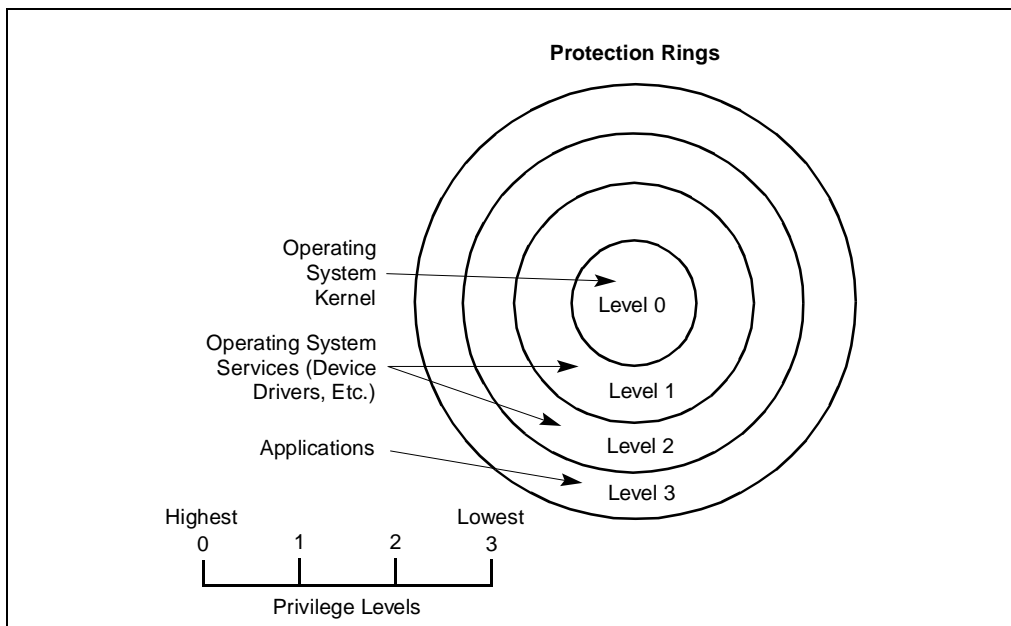 Protection Rings
Operating
System
Kernel
Level 0
Operating System
Services (Device
Drivers, Etc.)
Level 1
Level 2
Applications
Level 3
Highest
Lowest
0
1
2
3
Privilege Levels